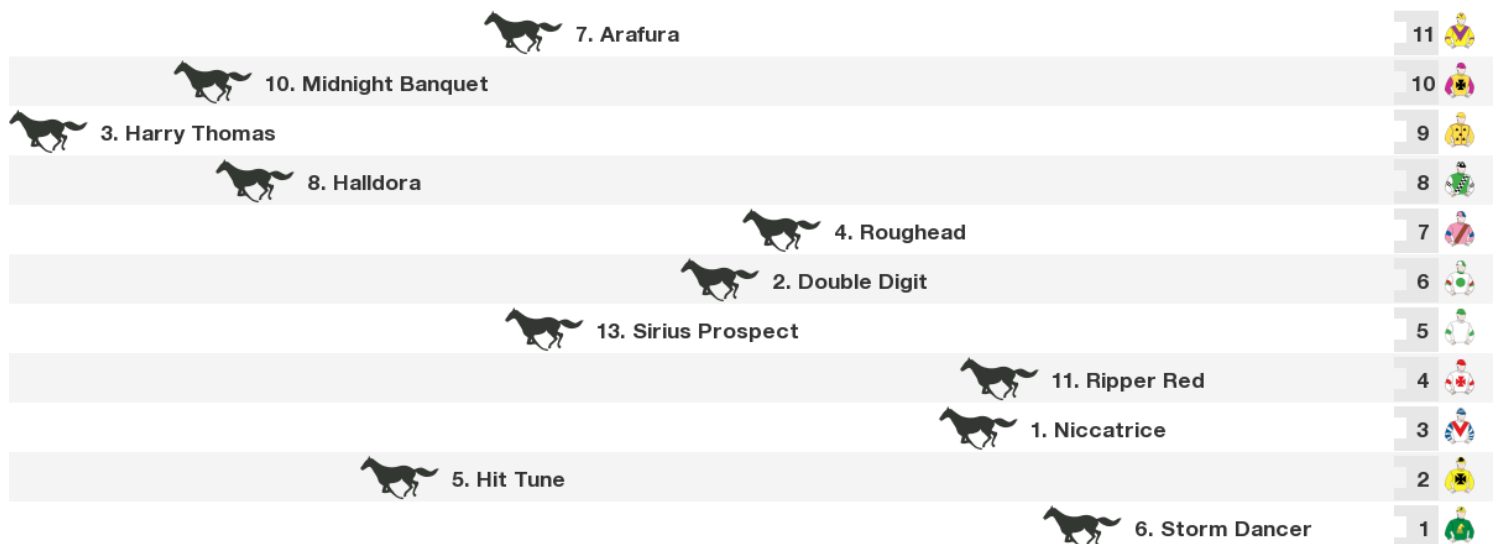 7. Arafura 11
10. Midnight Banquet 10
3. Harry Thomas 9
8. Halldora 8
4. Roughead 7
2. Double Digit 6
13. Sirius Prospect 5
11. Ripper Red 4
1. Niccatrice 3
5. Hit Tune 2
6. Storm Dancer 1